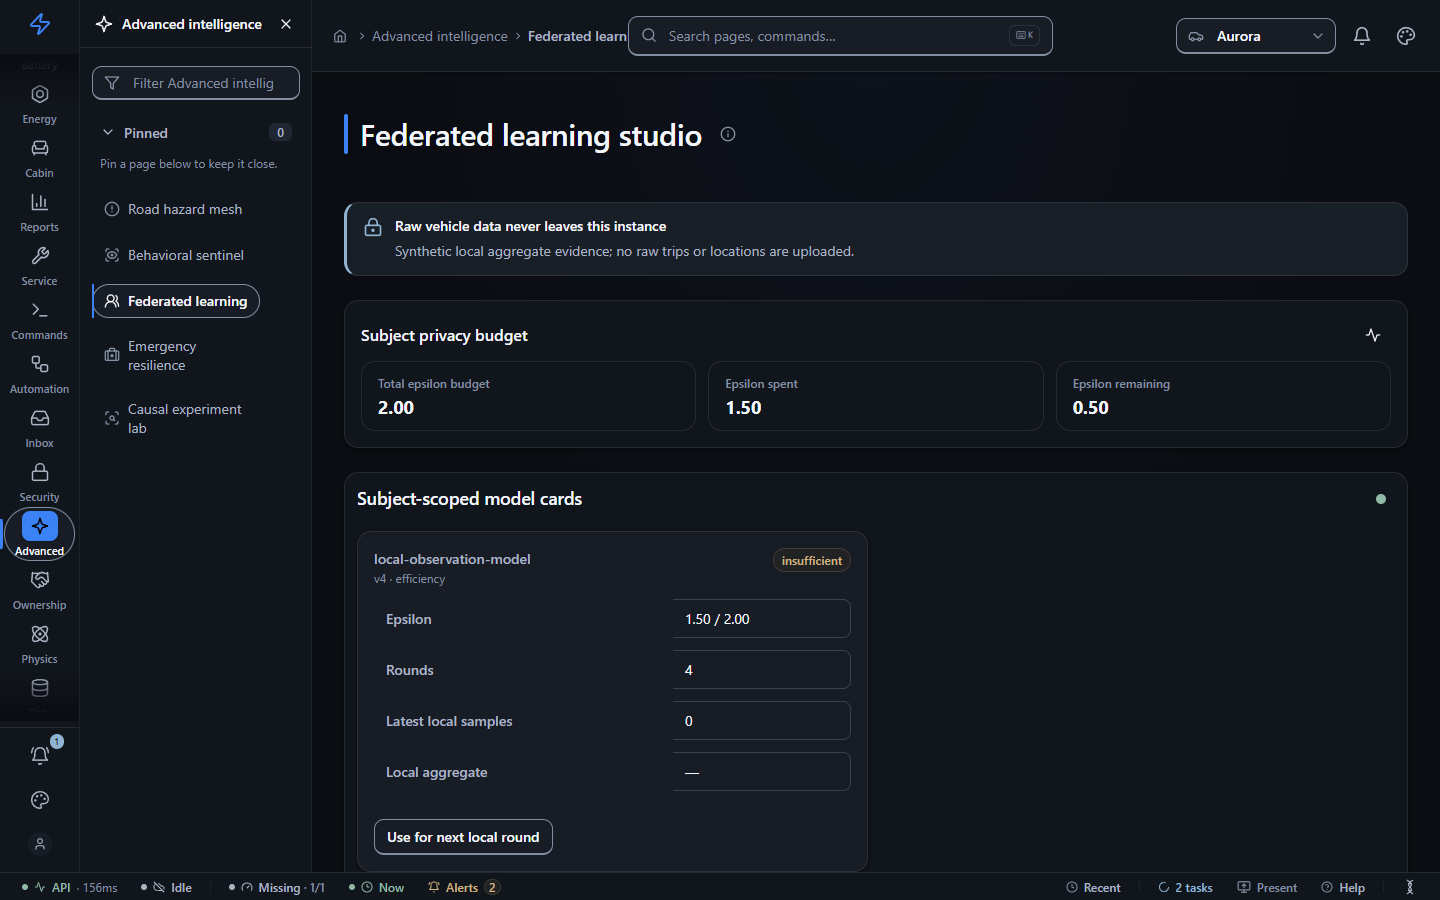 Advanced intelligence
Advanced intelligence
Federated learn
Search pages, commands...
K
Aurora
Battery
Energy
Cabin
Reports
Service
Commands
Automation
Inbox
Security
Advanced
Ownership
Physics
1
Filter Advanced intellig
Pinned
0
Pin a page below to keep it close.
Road hazard mesh
Behavioral sentinel
Federated learning
Emergency
resilience
Causal experiment
lab
Federated learning studio
Raw vehicle data never leaves this instance
Synthetic local aggregate evidence; no raw trips or locations are uploaded.
Subject privacy budget
Total epsilon budget
2.00
Epsilon spent
1.50
Epsilon remaining
0.50
Subject-scoped model cards
local-observation-model
insufficient
v4 · efficiency
Epsilon
1.50 / 2.00
Rounds
4
Latest local samples
0
Local aggregate
—
Use for next local round
API · 156ms
Idle
Missing · 1/1
Now
Alerts 2
Recent
2 tasks
Present
Help